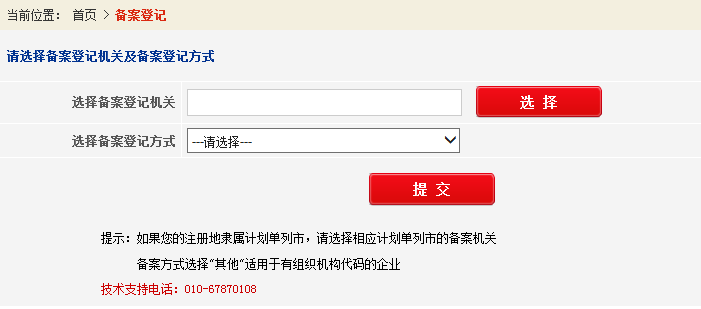 当前位置： 首页 > 备案登记
请选择备案登记机关及备案登记方式
选择备案登记机关 选 择
选择备案登记方式 ---请选择---
提 交
提示：如果您的注册地隶属计划单列市，请选择相应计划单列市的备案机关
备案方式选择“其他”适用于有组织机构代码的企业
技术支持电话：010-67870108